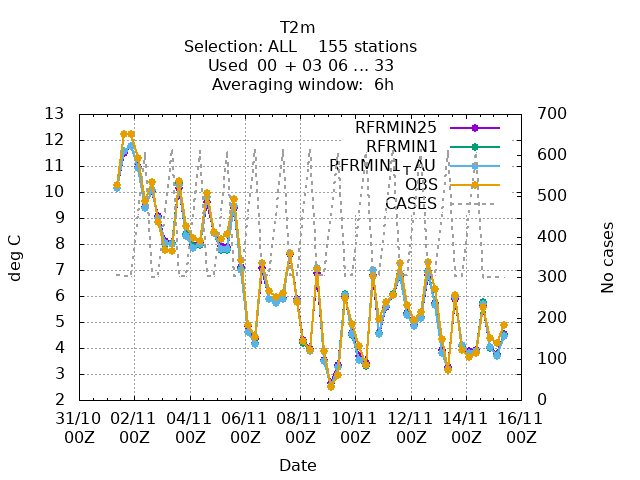 T2m
Selection: ALL    155 stations
Used  00 + 03 06 ... 33
Averaging window:  6h
13 700
12 600
11 500
10 400
9 300
8 200
7 100
6 0
5
4
3
2
deg C
No cases
RFRMIN25
RFRMIN1
RFRMIN1_AU
OBS
CASES
31/10 02/11 04/11 06/11 08/11 10/11 12/11 14/11 16/11
00Z 00Z 00Z 00Z 00Z 00Z 00Z 00Z 00Z
Date